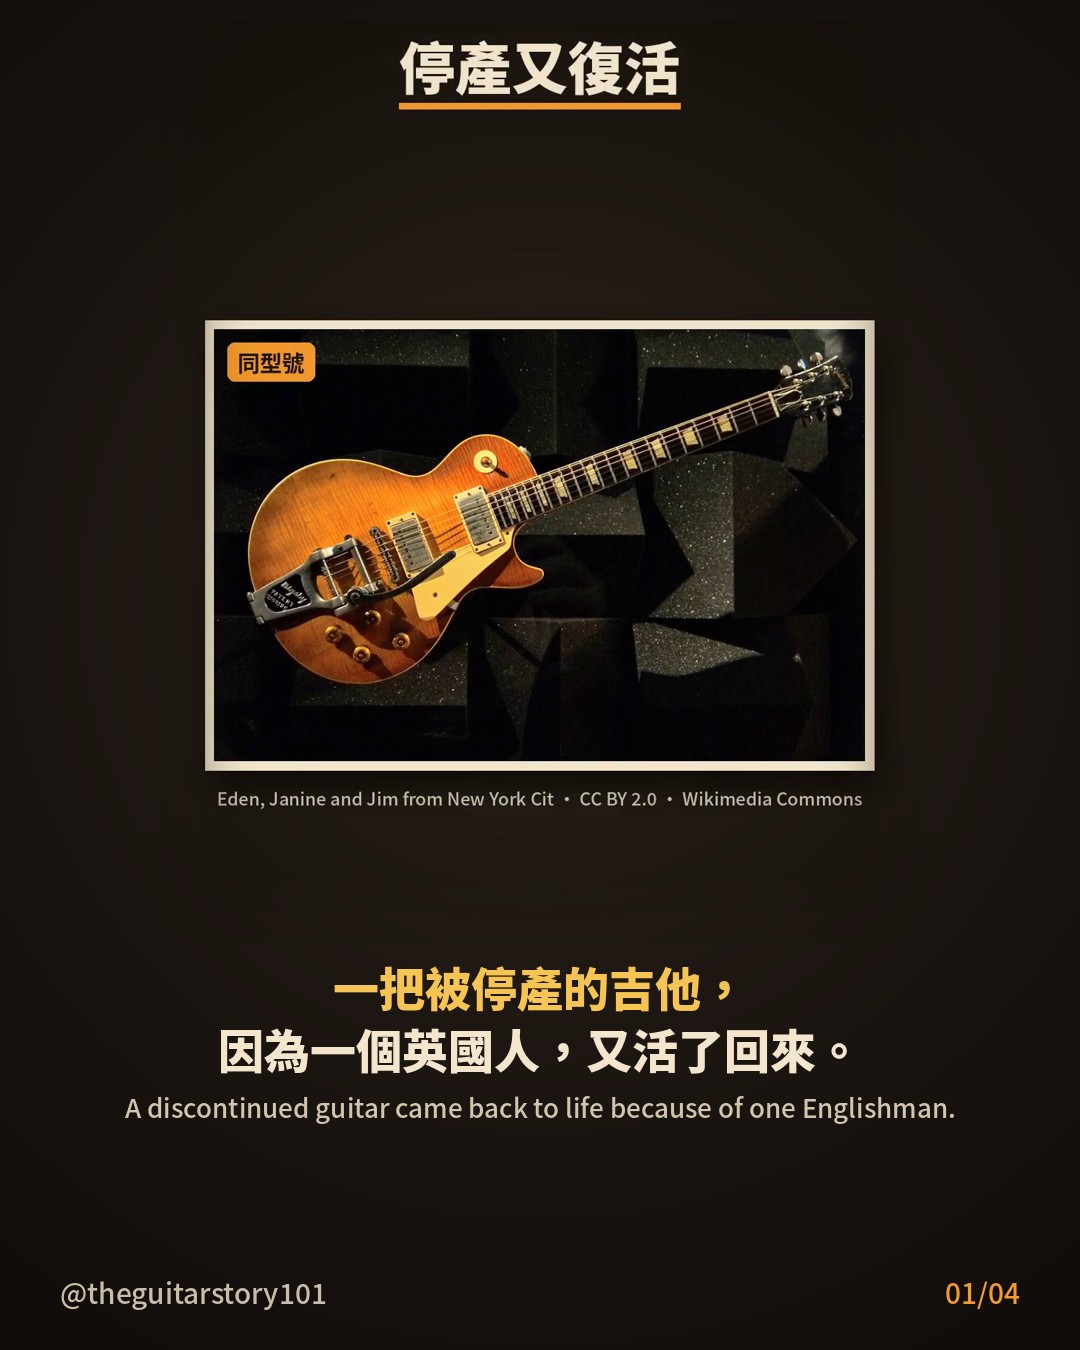 停產又復活
同型號
Bigsby
PATENT
Eden, Janine and Jim from New York Cit • CC BY 2.0 • Wikimedia Commons
一把被停產的吉他，
因為一個英國人，又活了回來。
A discontinued guitar came back to life because of one Englishman.
@theguitarstory101
01/04